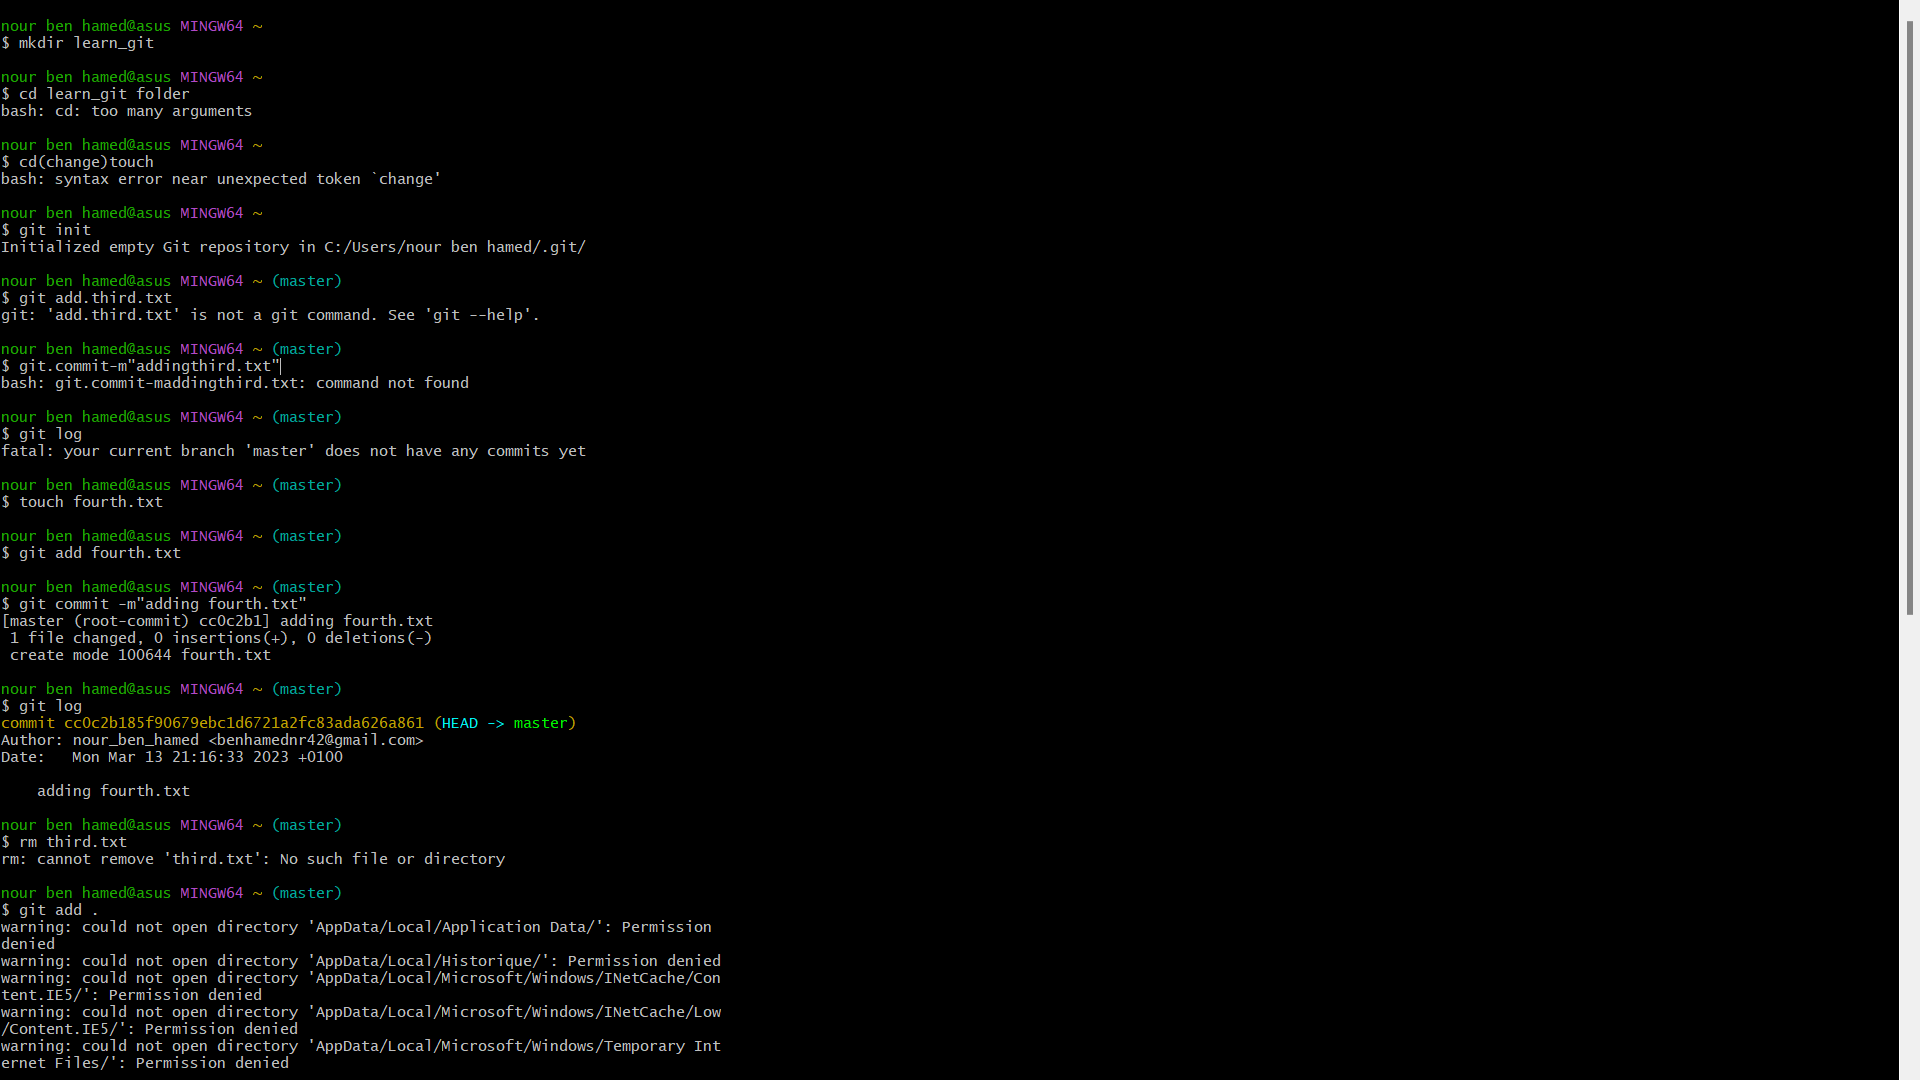 nour ben hamed@asus MINGW64 ~
$ mkdir learn_git
nour ben hamed@asus MINGW64 ~
$ cd learn_git folder
bash: cd: too many arguments
nour ben hamed@asus MINGW64 ~
$ cd(change)touch
bash: syntax error near unexpected token `change'
nour ben hamed@asus MINGW64 ~
$ git init
Initialized empty Git repository in C:/Users/nour ben hamed/.git/
nour ben hamed@asus MINGW64 ~ (master)
$ git add.third.txt
git: 'add.third.txt' is not a git command. See 'git --help'.
nour ben hamed@asus MINGW64 ~ (master)
$ git.commit-m"addingthird.txt"
bash: git.commit-maddingthird.txt: command not found
nour ben hamed@asus MINGW64 ~ (master)
$ git log
fatal: your current branch 'master' does not have any commits yet
nour ben hamed@asus MINGW64 ~ (master)
$ touch fourth.txt
nour ben hamed@asus MINGW64 ~ (master)
$ git add fourth.txt
nour ben hamed@asus MINGW64 ~ (master)
$ git commit -m"adding fourth.txt"
[master (root-commit) cc0c2b1] adding fourth.txt
1 file changed, 0 insertions(+), 0 deletions(-)
create mode 100644 fourth.txt
nour ben hamed@asus MINGW64 ~ (master)
$ git log
commit cc0c2b185f90679ebc1d6721a2fc83ada626a861 (HEAD -> master)
Author: nour_ben_hamed <benhamednr42@gmail.com>
Date:   Mon Mar 13 21:16:33 2023 +0100
adding fourth.txt
nour ben hamed@asus MINGW64 ~ (master)
$ rm third.txt
rm: cannot remove 'third.txt': No such file or directory
nour ben hamed@asus MINGW64 ~ (master)
$ git add .
warning: could not open directory 'AppData/Local/Application Data/': Permission
denied
warning: could not open directory 'AppData/Local/Historique/': Permission denied
warning: could not open directory 'AppData/Local/Microsoft/Windows/INetCache/Con
tent.IE5/': Permission denied
warning: could not open directory 'AppData/Local/Microsoft/Windows/INetCache/Low
/Content.IE5/': Permission denied
warning: could not open directory 'AppData/Local/Microsoft/Windows/Temporary Int
ernet Files/': Permission denied